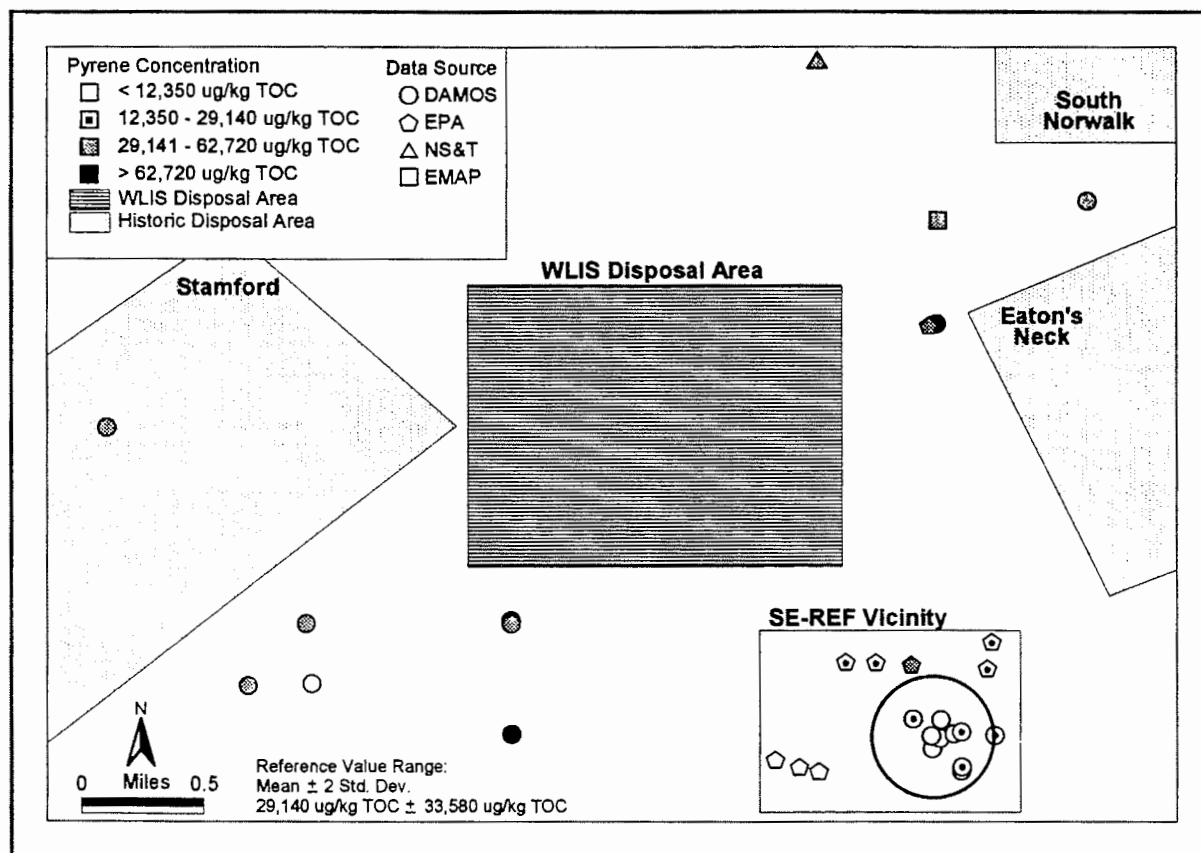 Pyrene Concentration
< 12,350 ug/kg TOC
12,350 - 29,140 ug/kg TOC
29,141 - 62,720 ug/kg TOC
> 62,720 ug/kg TOC
WLIS Disposal Area
Historic Disposal Area
Data Source
DAMOS
EPA
NS&T
EMAP
South
Norwalk
WLIS Disposal Area
Stamford
Eaton's
Neck
SE-REF Vicinity
N
0 Miles 0.5
Reference Value Range:
Mean ± 2 Std. Dev.
29,140 ug/kg TOC ± 33,580 ug/kg TOC